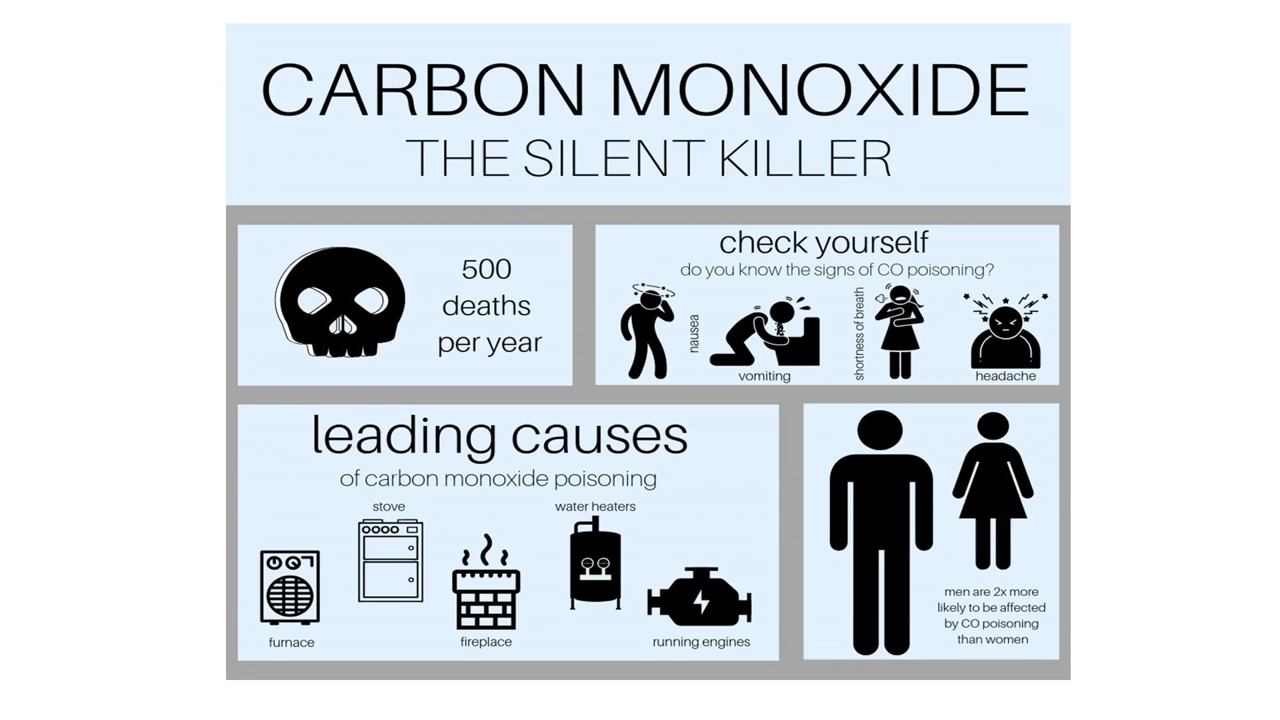 CARBON MONOXIDE
THE SILENT KILLER
500
deaths
per year
check yourself
do you know the signs of CO poisoning?
nausea
vomiting
shortness of breath
headache
leading causes
of carbon monoxide poisoning
stove
water heaters
furnace
fireplace
running engines
men are 2x more
likely to be affected
by CO poisoning
than women